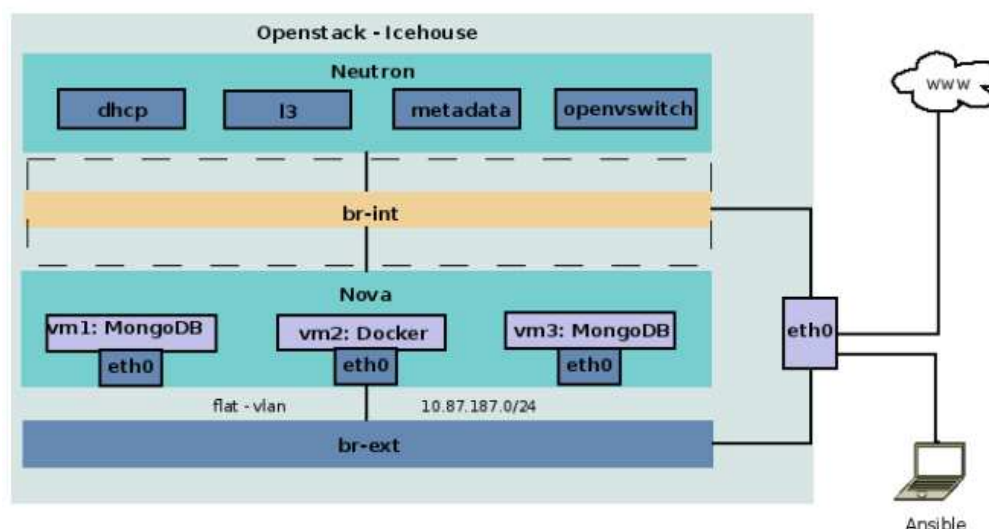 Openstack - Icehouse
Neutron
dhcp
l3
metadata
openvswitch
www
br-int
Nova
vm1: MongoDB
vm2: Docker
vm3: MongoDB
eth0
eth0
eth0
eth0
flat - vlan
10.87.187.0/24
br-ext
Ansible